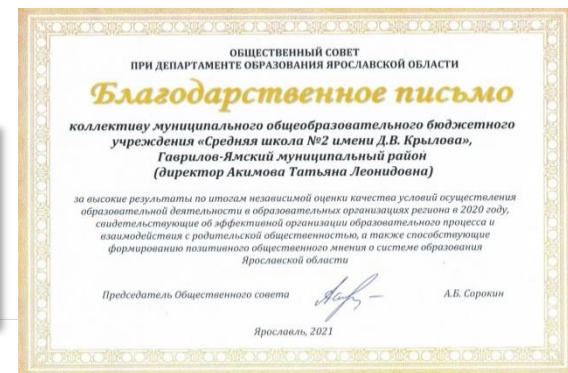 ОБЩЕСТВЕННЫЙ СОВЕТ
ПРИ ДЕПАРТАМЕНТЕ ОБРАЗОВАНИЯ ЯРОСЛАВСКОЙ ОБЛАСТИ
Благодарственное письмо
коллективу муниципального общеобразовательного бюджетного
учреждения «Средняя школа №2 имени Д.В. Крылова»,
Гаврилов-Ямский муниципальный район
(директор Акимова Татьяна Леонидовна)
за высокие результаты по итогам независимой оценки качества условий осуществления
образовательной деятельности в образовательных организациях региона в 2020 году,
свидетельствующие об эффективной организации образовательного процесса и
взаимодействия с родительской общественностью, а также способствующие
формированию позитивного общественного мнения о системе образования
Ярославской области
Председатель Общественного совета А.Б. Сорокин
Ярославль, 2021